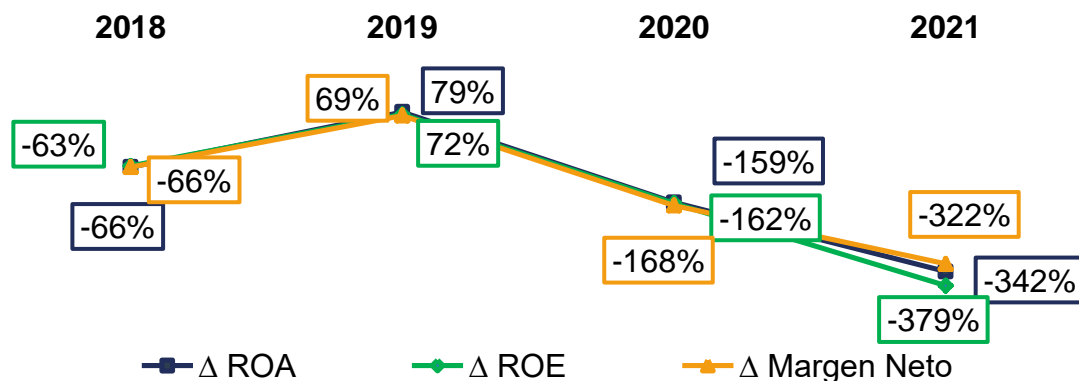 2018 2019 2020 2021
69% 79%
-63% 72% -159%
-66% -162% -322%
-66% -168% -342%
-379%
Δ ROA Δ ROE Δ Margen Neto